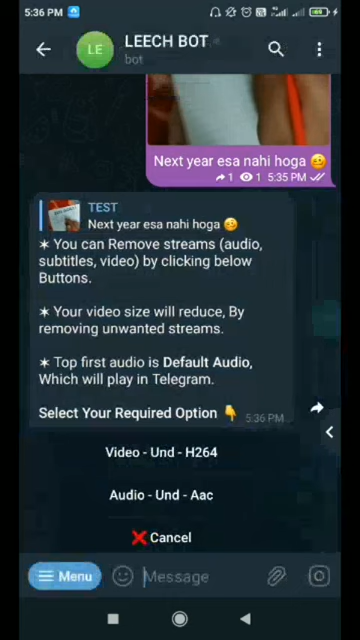 5:36 PM
LE
LEECH BOT
bot
Next year esa nahi hoga 🥴
1 1 5:35 PM
TEST
Next year esa nahi hoga 🥴
✶ You can Remove streams (audio,
subtitles, video) by clicking below
Buttons.
✶ Your video size will reduce, By
removing unwanted streams.
✶ Top first audio is Default Audio,
Which will play in Telegram.
Select Your Required Option 👇 5:36 PM
Video - Und - H264
Audio - Und - Aac
❌ Cancel
Menu
Message